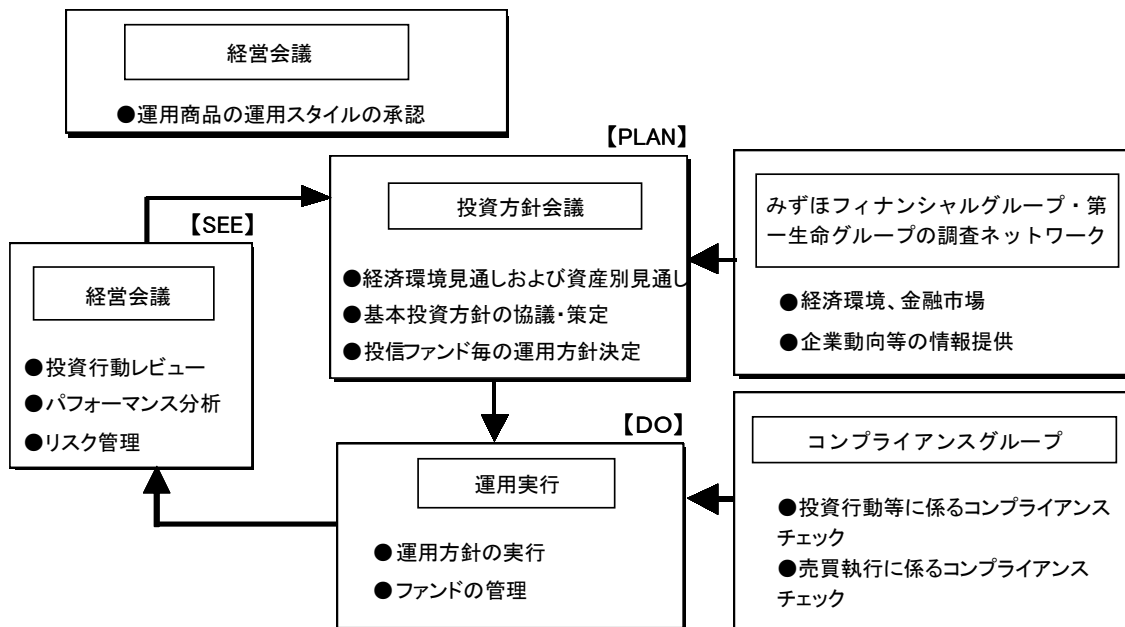 経営会議
●運用商品の運用スタイルの承認
【PLAN】
投資方針会議
●経済環境見通しおよび資産別見通し
●基本投資方針の協議・策定
●投信ファンド毎の運用方針決定
みずほフィナンシャルグループ・第
一生命グループの調査ネットワーク
●経済環境、金融市場
●企業動向等の情報提供
【SEE】
経営会議
●投資行動レビュー
●パフォーマンス分析
●リスク管理
【DO】
運用実行
●運用方針の実行
●ファンドの管理
コンプライアンスグループ
●投資行動等に係るコンプライアンス
チェック
●売買執行に係るコンプライアンス
チェック